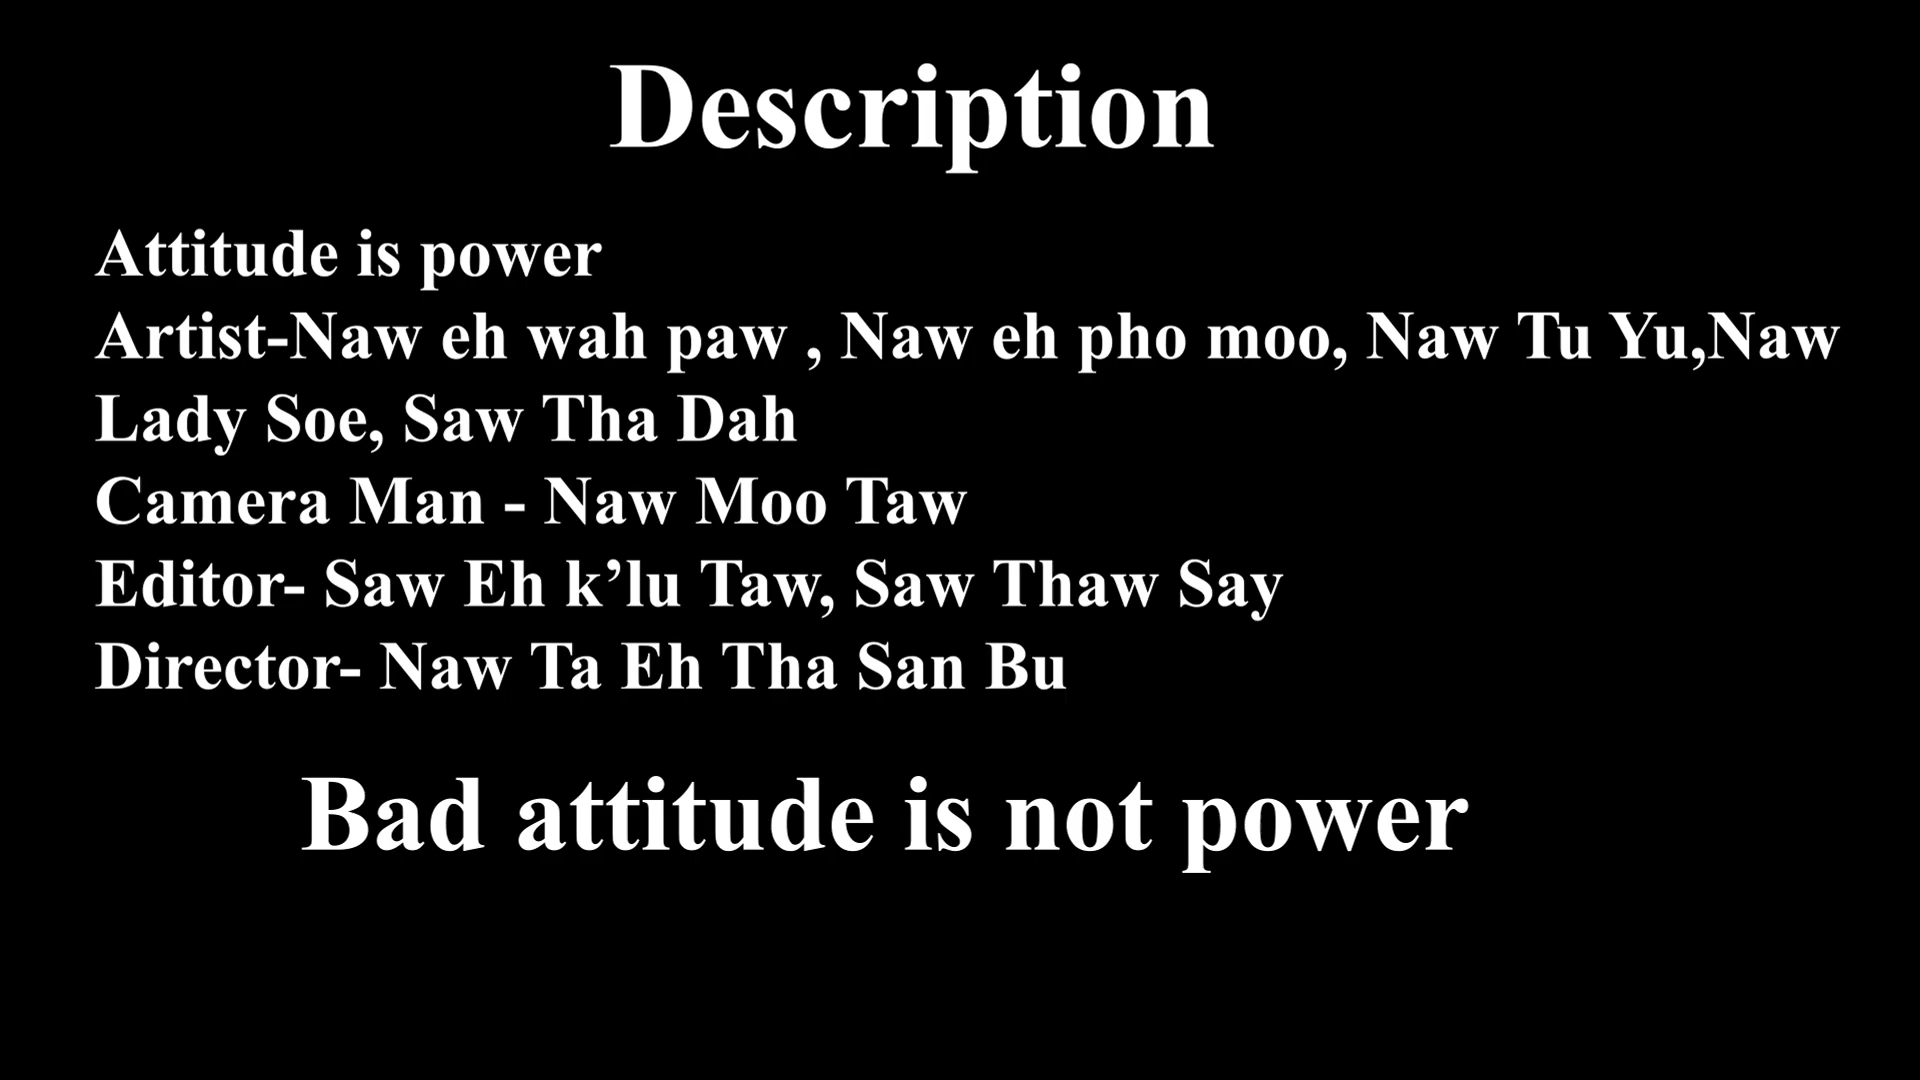 Description
Attitude is power
Artist-Naw eh wah paw , Naw eh pho moo, Naw Tu Yu,Naw
Lady Soe, Saw Tha Dah
Camera Man - Naw Moo Taw
Editor- Saw Eh k’lu Taw, Saw Thaw Say
Director- Naw Ta Eh Tha San Bu
Bad attitude is not power